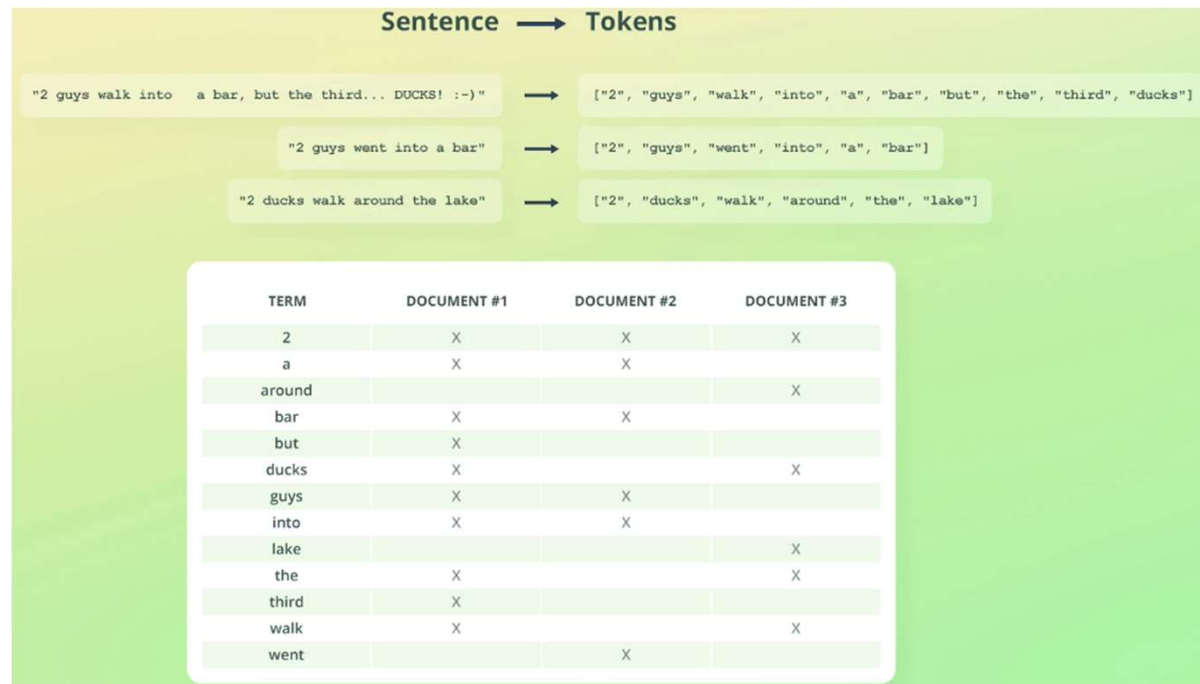 Sentence → Tokens
"2 guys walk into   a bar, but the third... DUCKS! :-)" → ["2", "guys", "walk", "into", "a", "bar", "but", "the", "third", "ducks"]
"2 guys went into a bar" → ["2", "guys", "went", "into", "a", "bar"]
"2 ducks walk around the lake" → ["2", "ducks", "walk", "around", "the", "lake"]
TERM DOCUMENT #1 DOCUMENT #2 DOCUMENT #3
2 X X X
a X X
around X
bar X X
but X
ducks X X
guys X X
into X X
lake X
the X X
third X
walk X X
went X